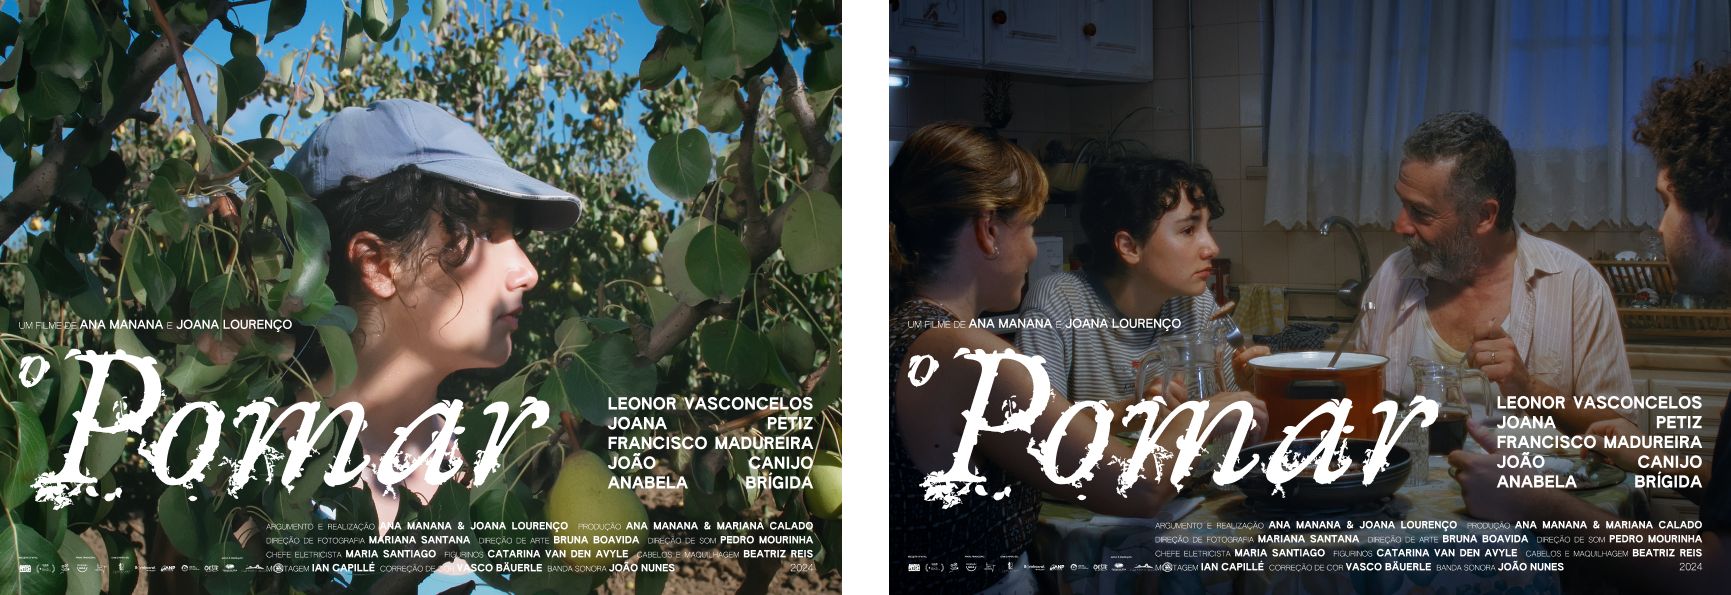 UM FILME DE ANA MANANA E JOANA LOURENÇO
o Pomar
LEONOR VASCONCELOS
JOANA PETIZ
FRANCISCO MADUREIRA
JOÃO CANIJO
ANABELA BRÍGIDA
ARGUMENTO E REALIZAÇÃO ANA MANANA & JOANA LOURENÇO PRODUÇÃO ANA MANANA & MARIANA CALADO
DIREÇÃO DE FOTOGRAFIA MARIANA SANTANA DIREÇÃO DE ARTE BRUNA BOAVIDA DIREÇÃO DE SOM PEDRO MOURINHA
CHEFE ELETRICISTA MARIA SANTIAGO FIGURINOS CATARINA VAN DEN AVYLE CABELOS E MAQUILHAGEM BEATRIZ REIS
IAN CAPILLÉ CORREÇÃO DE COR VASCO BÄUERLE BANDA SONORA JOÃO NUNES 2024
UM FILME DE ANA MANANA E JOANA LOURENÇO
o Pomar
LEONOR VASCONCELOS
JOANA PETIZ
FRANCISCO MADUREIRA
JOÃO CANIJO
ANABELA BRÍGIDA
ARGUMENTO E REALIZAÇÃO ANA MANANA & JOANA LOURENÇO PRODUÇÃO ANA MANANA & MARIANA CALADO
DIREÇÃO DE FOTOGRAFIA MARIANA SANTANA DIREÇÃO DE ARTE BRUNA BOAVIDA DIREÇÃO DE SOM PEDRO MOURINHA
CHEFE ELETRICISTA MARIA SANTIAGO FIGURINOS CATARINA VAN DEN AVYLE CABELOS E MAQUILHAGEM BEATRIZ REIS
IAN CAPILLÉ CORREÇÃO DE COR VASCO BÄUERLE BANDA SONORA JOÃO NUNES 2024